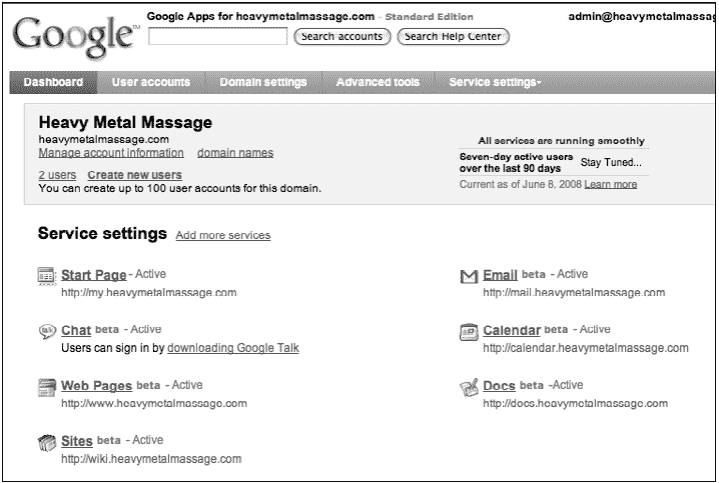 Google™
Google Apps for heavymetalmassage.com - Standard Edition
admin@heavymetalmassag
Search accounts
Search Help Center
Dashboard
User accounts
Domain settings
Advanced tools
Service settings
Heavy Metal Massage
heavymetalmassage.com
Manage account information domain names
2 users Create new users
You can create up to 100 user accounts for this domain.
All services are running smoothly
Seven-day active users
over the last 90 days
Stay Tuned...
Current as of June 8, 2008 Learn more
Service settings Add more services
Start Page - Active
http://my.heavymetalmassage.com
Email beta - Active
http://mail.heavymetalmassage.com
Chat beta - Active
Users can sign in by downloading Google Talk
Calendar beta - Active
http://calendar.heavymetalmassage.com
Web Pages beta - Active
http://www.heavymetalmassage.com
Docs beta -Active
http://docs.heavymetalmassage.com
Sites beta - Active
http://wiki.heavymetalmassage.com